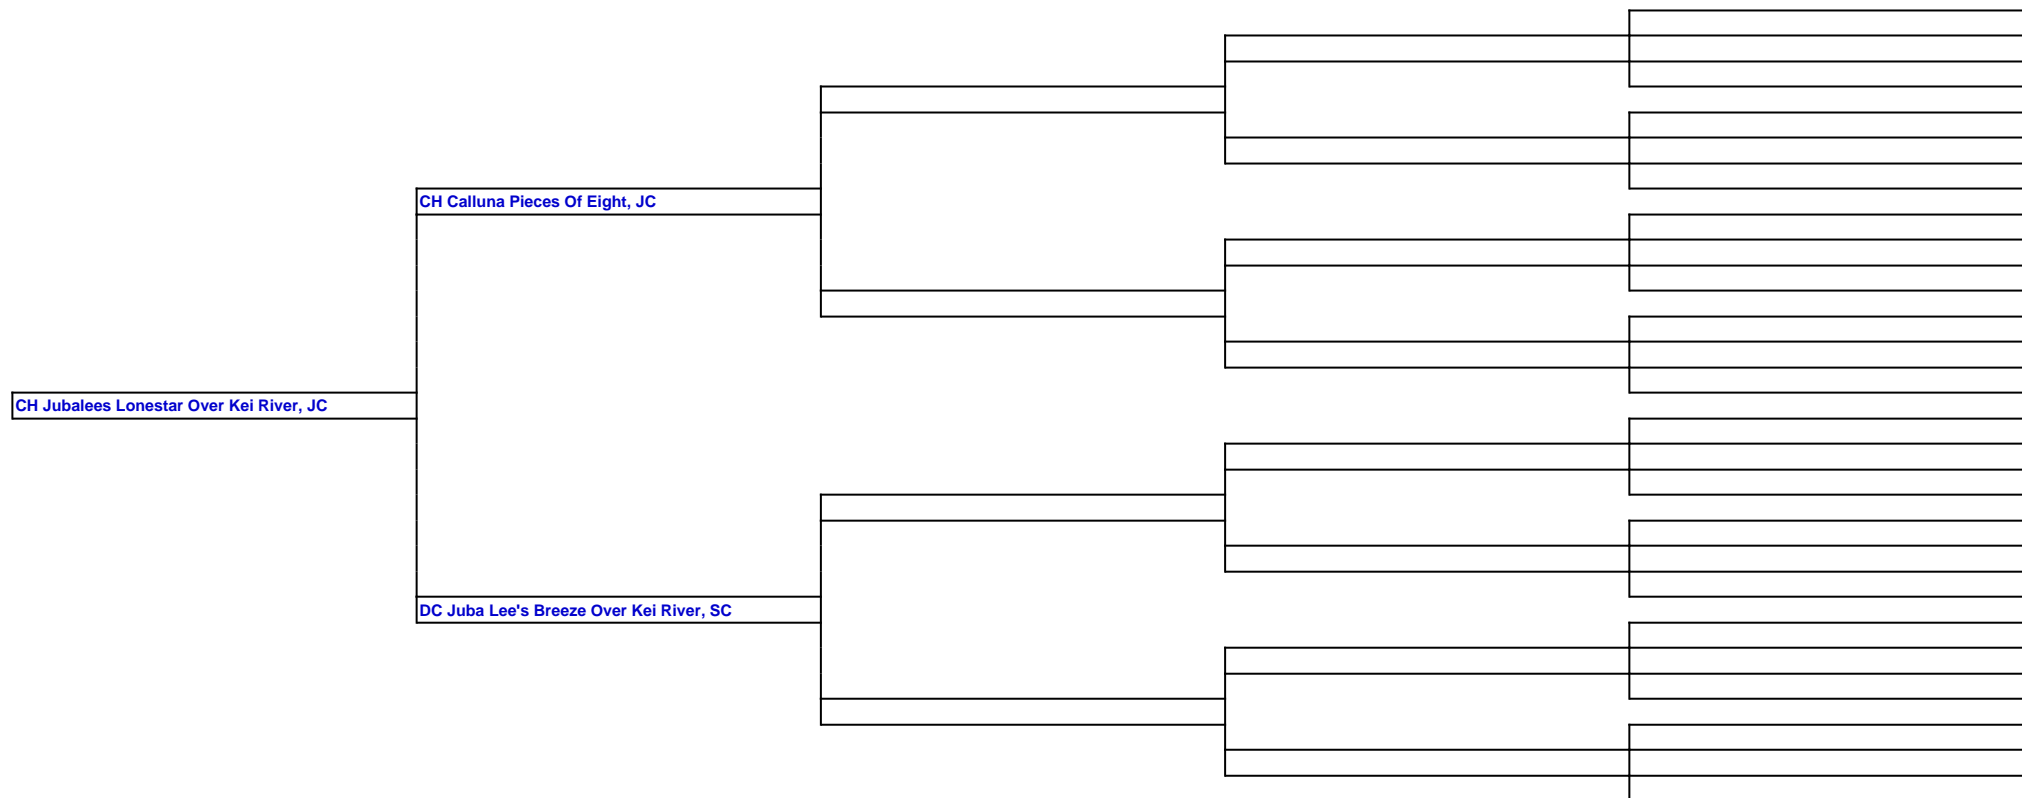 CH Calluna Pieces Of Eight, JC
CH Jubalees Lonestar Over Kei River, JC
DC Juba Lee's Breeze Over Kei River, SC